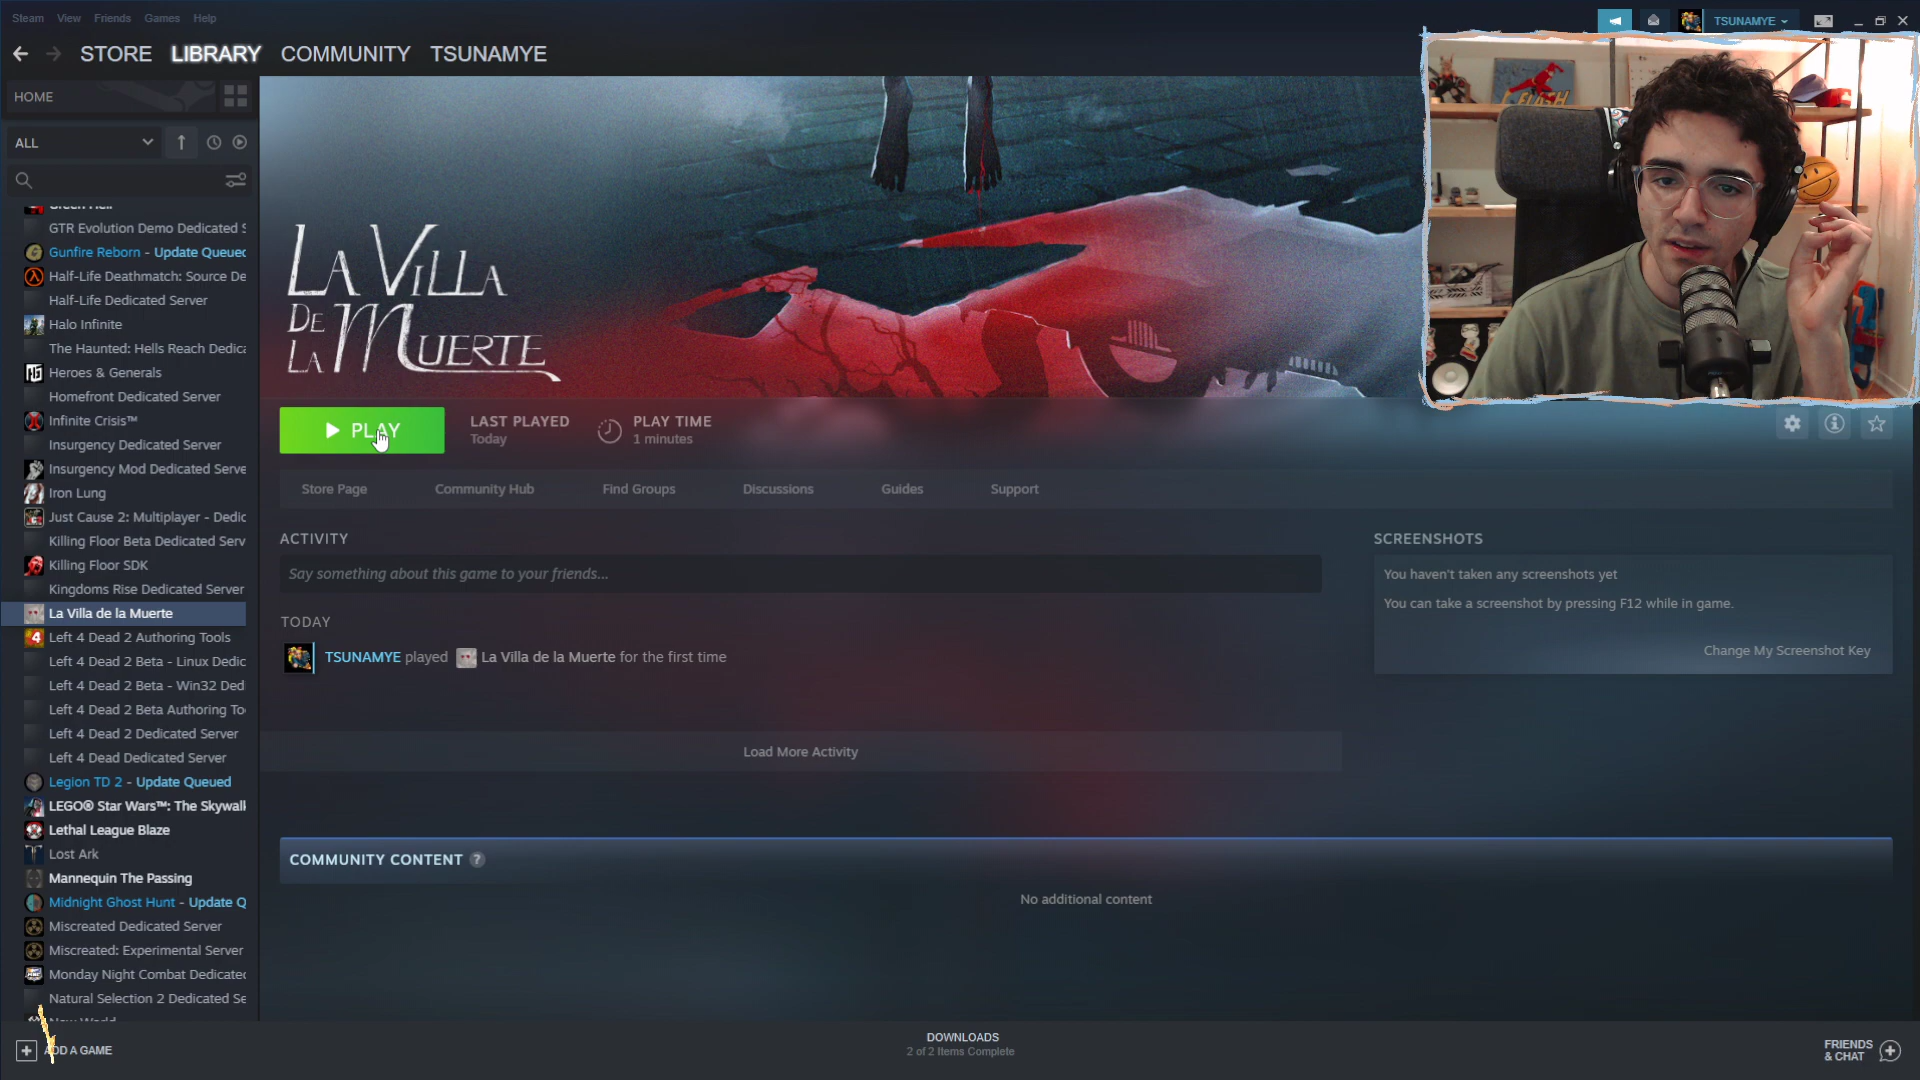 Steam View Friends Games Help
TSUNAMYE
STORE LIBRARY COMMUNITY TSUNAMYE
HOME
ALL
GTR Evolution Demo Dedicated S
Gunfire Reborn - Update Queued
Half-Life Deathmatch: Source De
Half-Life Dedicated Server
Halo Infinite
The Haunted: Hells Reach Dedica
Heroes & Generals
Homefront Dedicated Server
Infinite Crisis™
Insurgency Dedicated Server
Insurgency Mod Dedicated Serve
Iron Lung
Just Cause 2: Multiplayer - Dedic
Killing Floor Beta Dedicated Serv
Killing Floor SDK
Kingdoms Rise Dedicated Server
La Villa de la Muerte
Left 4 Dead 2 Authoring Tools
Left 4 Dead 2 Beta - Linux Dedic
Left 4 Dead 2 Beta - Win32 Ded
Left 4 Dead 2 Beta Authoring To
Left 4 Dead 2 Dedicated Server
Left 4 Dead Dedicated Server
Legion TD 2 - Update Queued
LEGO® Star Wars™: The Skywalk
Lethal League Blaze
Lost Ark
Mannequin The Passing
Midnight Ghost Hunt - Update Q
Miscreated Dedicated Server
Miscreated: Experimental Server
Monday Night Combat Dedicated
Natural Selection 2 Dedicated Se
ADD A GAME
LA VILLA
DE
LA MUERTE
FLASH
PLAY
LAST PLAYED
Today
PLAY TIME
1 minutes
Store Page Community Hub Find Groups Discussions Guides Support
ACTIVITY
Say something about this game to your friends...
TODAY
TSUNAMYE played La Villa de la Muerte for the first time
Load More Activity
SCREENSHOTS
You haven't taken any screenshots yet
You can take a screenshot by pressing F12 while in game.
Change My Screenshot Key
COMMUNITY CONTENT ?
No additional content
DOWNLOADS
2 of 2 Items Complete
FRIENDS
& CHAT